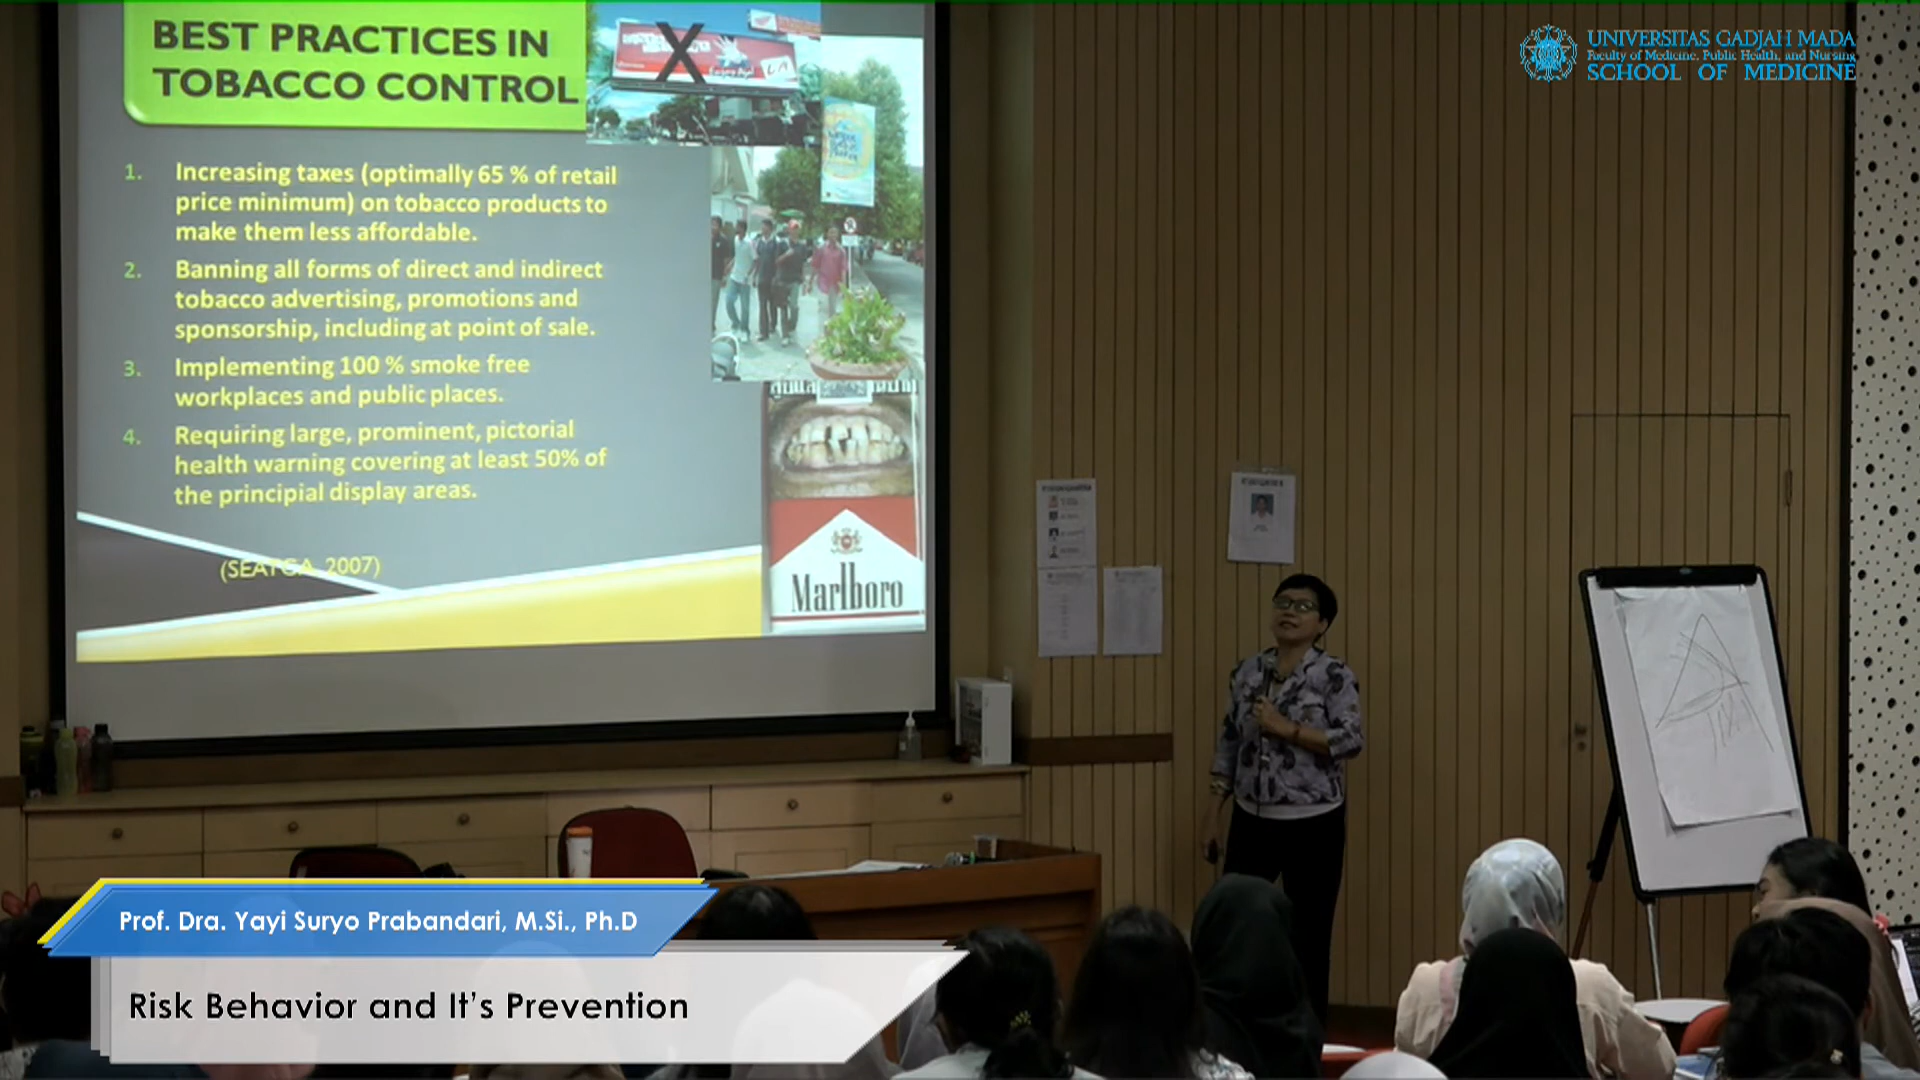 BEST PRACTICES IN
TOBACCO CONTROL
1. Increasing taxes (optimally 65 % of retail
price minimum) on tobacco products to
make them less affordable.
2. Banning all forms of direct and indirect
tobacco advertising, promotions and
sponsorship, including at point of sale.
3. Implementing 100 % smoke free
workplaces and public places.
4. Requiring large, prominent, pictorial
health warning covering at least 50% of
the principial display areas.
(SEATCA 2007)
X
Marlboro
UNIVERSITAS GADJAH MADA
Faculty of Medicine, Public Health, and Nursing
SCHOOL OF MEDICINE
Prof. Dra. Yayi Suryo Prabandari, M.Si., Ph.D
Risk Behavior and It's Prevention